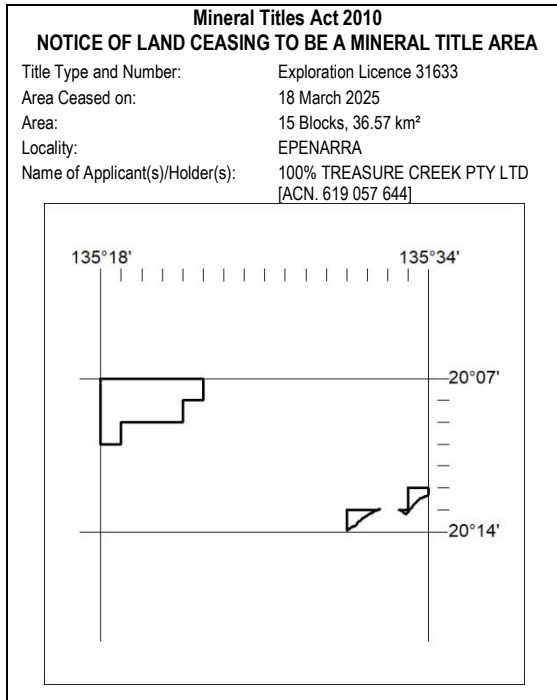 Mineral Titles Act 2010
NOTICE OF LAND CEASING TO BE A MINERAL TITLE AREA
Title Type and Number: Exploration Licence 31633
Area Ceased on: 18 March 2025
Area: 15 Blocks, 36.57 km²
Locality: EPENARRA
Name of Applicant(s)/Holder(s): 100% TREASURE CREEK PTY LTD
[ACN. 619 057 644]
135°18' 135°34'
20°07'
20°14'